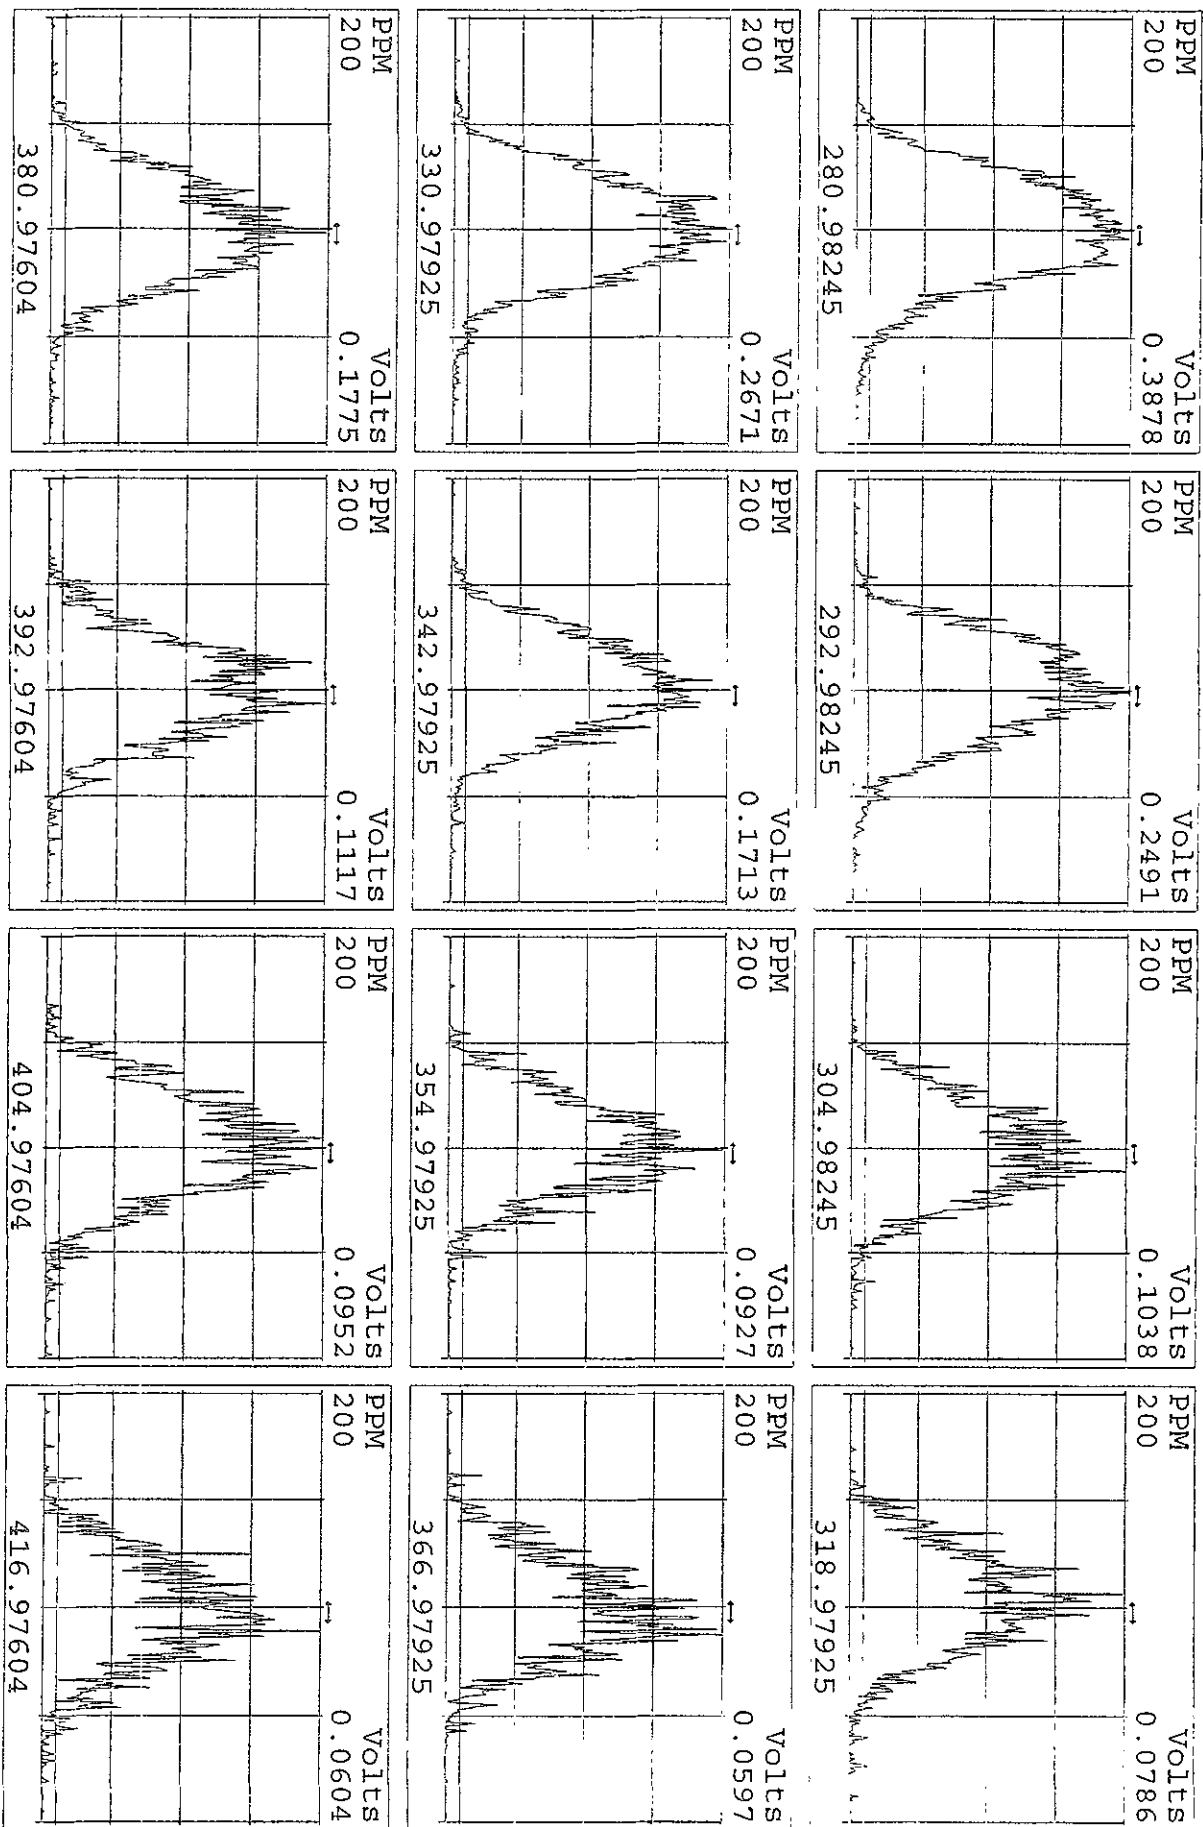 PPM Volts
200 0.3878
280.98245
PPM Volts
200 0.2491
292.98245
PPM Volts
200 0.1038
304.98245
PPM Volts
200 0.0786
318.97925
PPM Volts
200 0.2671
330.97925
PPM Volts
200 0.1713
342.97925
PPM Volts
200 0.0927
354.97925
PPM Volts
200 0.0597
366.97925
PPM Volts
200 0.1775
380.97604
PPM Volts
200 0.1117
392.97604
PPM Volts
200 0.0952
404.97604
PPM Volts
200 0.0604
416.97604